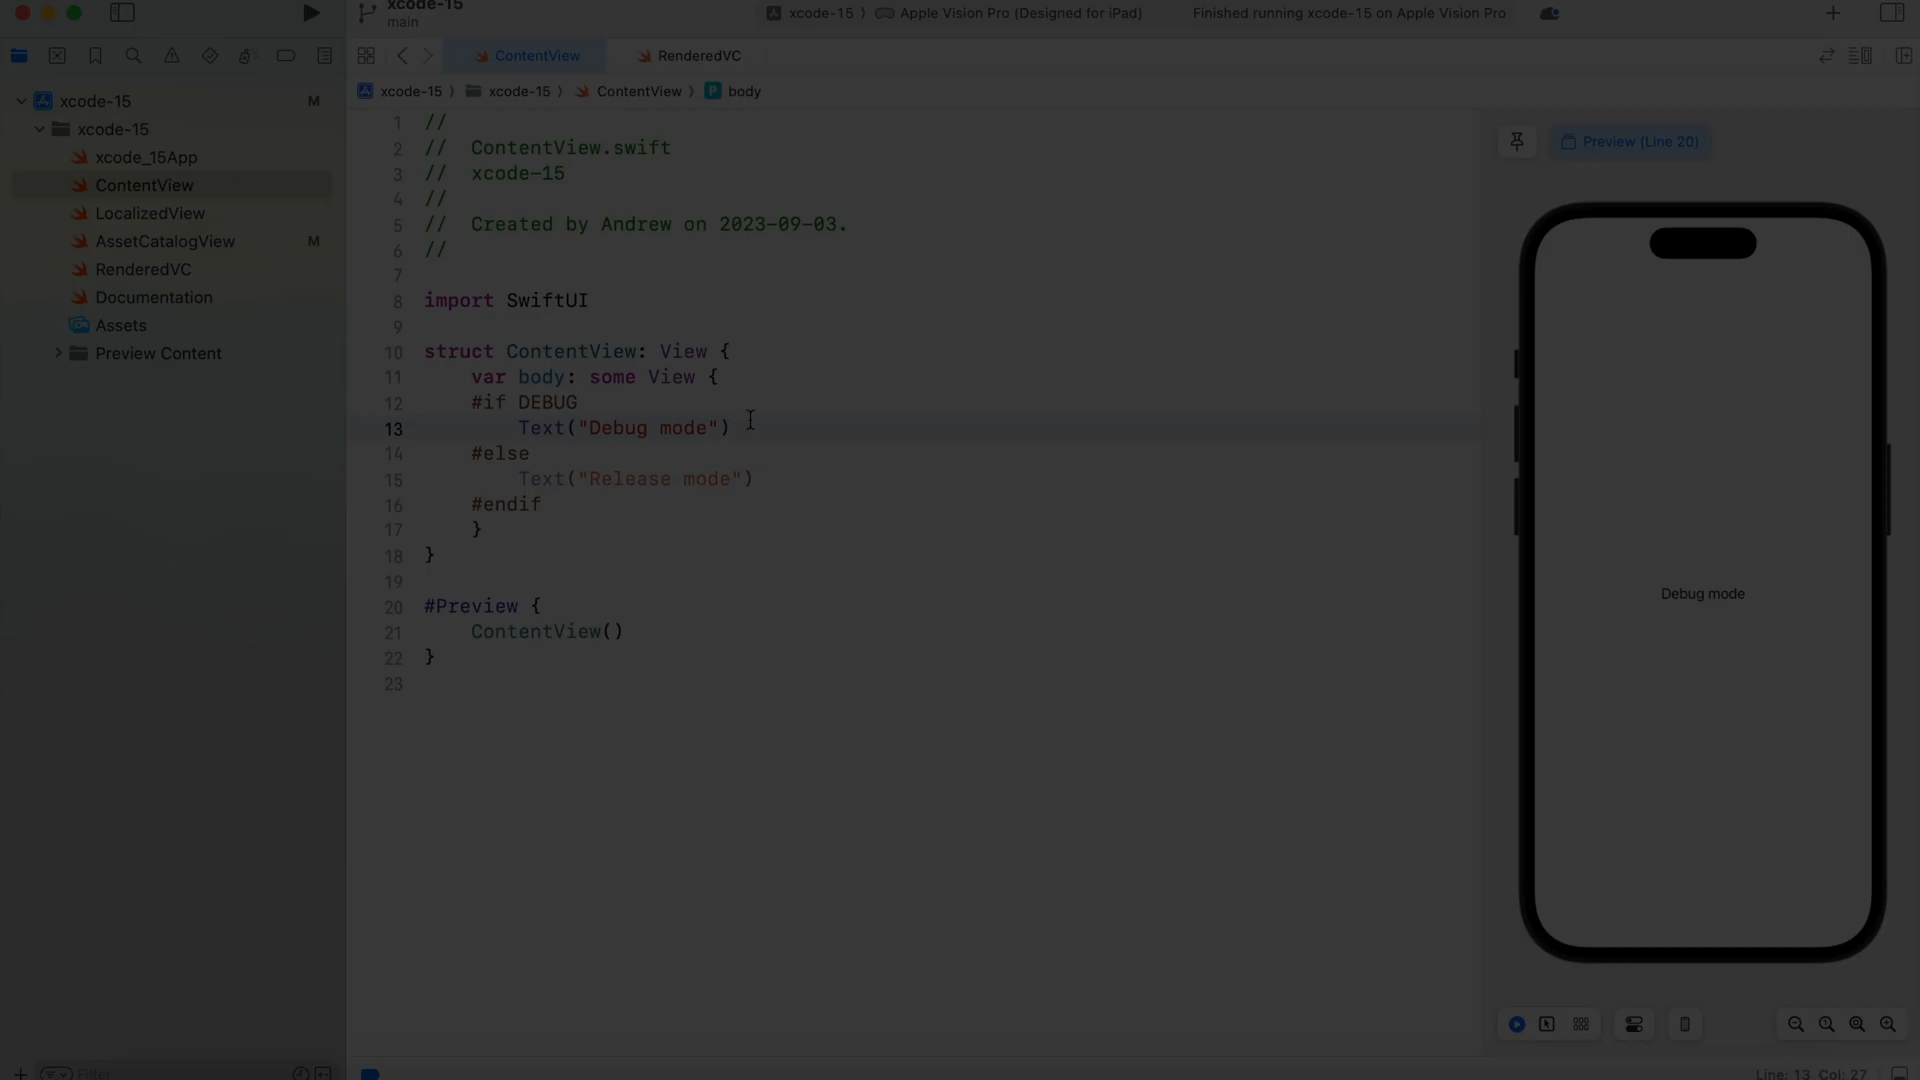 xcode-15
main
xcode-15 ⟩ Apple Vision Pro (Designed for iPad)
Finished running xcode-15 on Apple Vision Pro
ContentView
RenderedVC
xcode-15 ⟩ xcode-15 ⟩ ContentView ⟩ P body
xcode-15 M
xcode-15
xcode_15App
ContentView
LocalizedView
AssetCatalogView M
RenderedVC
Documentation
Assets
Preview Content
Filter
1 //
2 // ContentView.swift
3 // xcode-15
4 //
5 // Created by Andrew on 2023-09-03.
6 //
7
8 import SwiftUI
9
10 struct ContentView: View {
11 var body: some View {
12 #if DEBUG
13 Text("Debug mode")
14 #else
15 Text("Release mode")
16 #endif
17 }
18 }
19
20 #Preview {
21 ContentView()
22 }
23
Preview (Line 20)
Debug mode
Line: 13 Col: 27